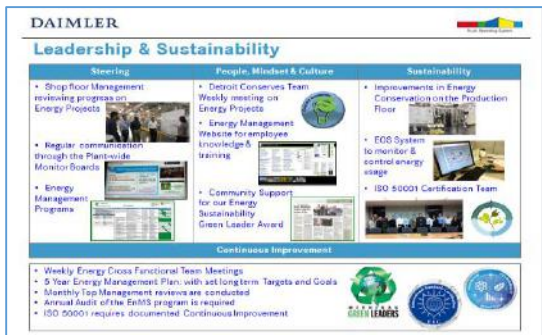 DAIMLER
Leadership & Sustainability
Steering
People, Mindset & Culture
Sustainability
• Shop floor Management
reviewing progress on
Energy Projects
• Regular communication
through the Plant-wide
Monitor Boards
• Energy
Management
Programs
• Detroit Conserves Team
Weekly meeting on
Energy Projects
• Energy Management
Website for employee
knowledge &
training
• Community Support
for our Energy
Sustainability
Green Leader Award
• Improvements in Energy
Conservation on the Production
Floor
• EOS System
to monitor &
control energy
usage
• ISO 50001 Certification Team
Continuous Improvement
• Weekly Energy Cross Functional Team Meetings
• 5 Year Energy Management Plan: with set long term Targets and Goals
• Monthly Top Management reviews are conducted
• Annual Audit of the EnMS program is required
• ISO 50001 requires documented Continuous Improvement
MICHIGAN
GREEN LEADERS